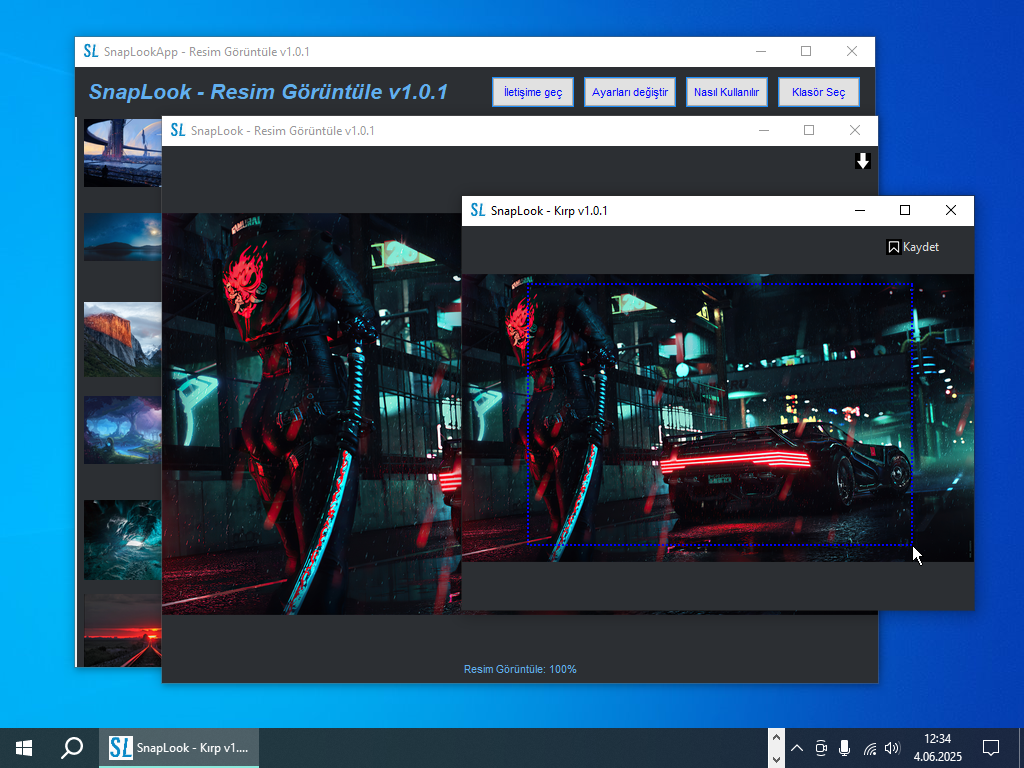 SL SnapLookApp - Resim Görüntüle v1.0.1
SnapLook - Resim Görüntüle v1.0.1
İletişime geç
Ayarları değiştir
Nasıl Kullanılır
Klasör Seç
SL SnapLook - Resim Görüntüle v1.0.1
SL SnapLook - Kırp v1.0.1
Kaydet
SAMURAI
Resim Görüntüle: 100%
SL SnapLook - Kırp v1....
12:34
4.06.2025